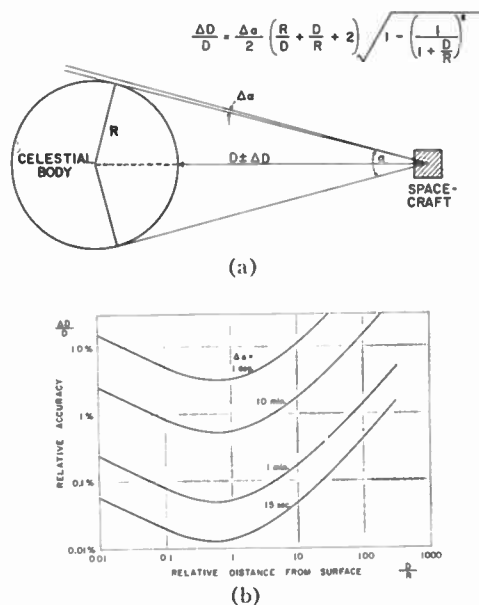 ΔD/D = Δα/2 (R/D + D/R + 2) √1 − (1/(1 + D/R))²
Δα
R
CELESTIAL
BODY
D ± ΔD
α
SPACE-
CRAFT
(a)
ΔD/D
10%
1%
0.1%
0.01%
RELATIVE ACCURACY
Δα =
1 deg.
10 min.
1 min.
15 sec.
0.01 0.1 1 10 100 1000
RELATIVE DISTANCE FROM SURFACE D/R
(b)